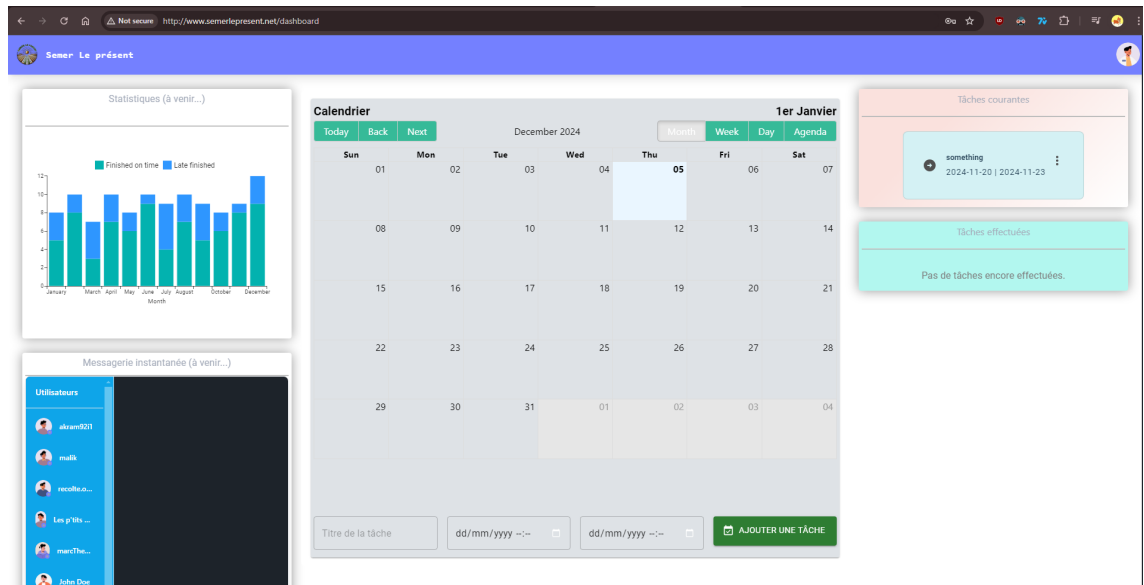 Not secure http://www.semerlepresent.net/dashboard
Semer Le présent
Statistiques (à venir...)
Finished on time Late finished
12
10
8
6
4
2
0
January March April May June July August October December
Month
Messagerie instantanée (à venir...)
Utilisateurs
akram92i1
malik
recolte.o...
Les p'tits ...
marcThe...
John Doe
Calendrier 1er Janvier
Today Back Next December 2024 Month Week Day Agenda
Sun Mon Tue Wed Thu Fri Sat
01 02 03 04 05 06 07
08 09 10 11 12 13 14
15 16 17 18 19 20 21
22 23 24 25 26 27 28
29 30 31 01 02 03 04
Titre de la tâche dd/mm/yyyy --:-- dd/mm/yyyy --:-- AJOUTER UNE TÂCHE
Tâches courantes
something
2024-11-20 | 2024-11-23
Tâches effectuées
Pas de tâches encore effectuées.